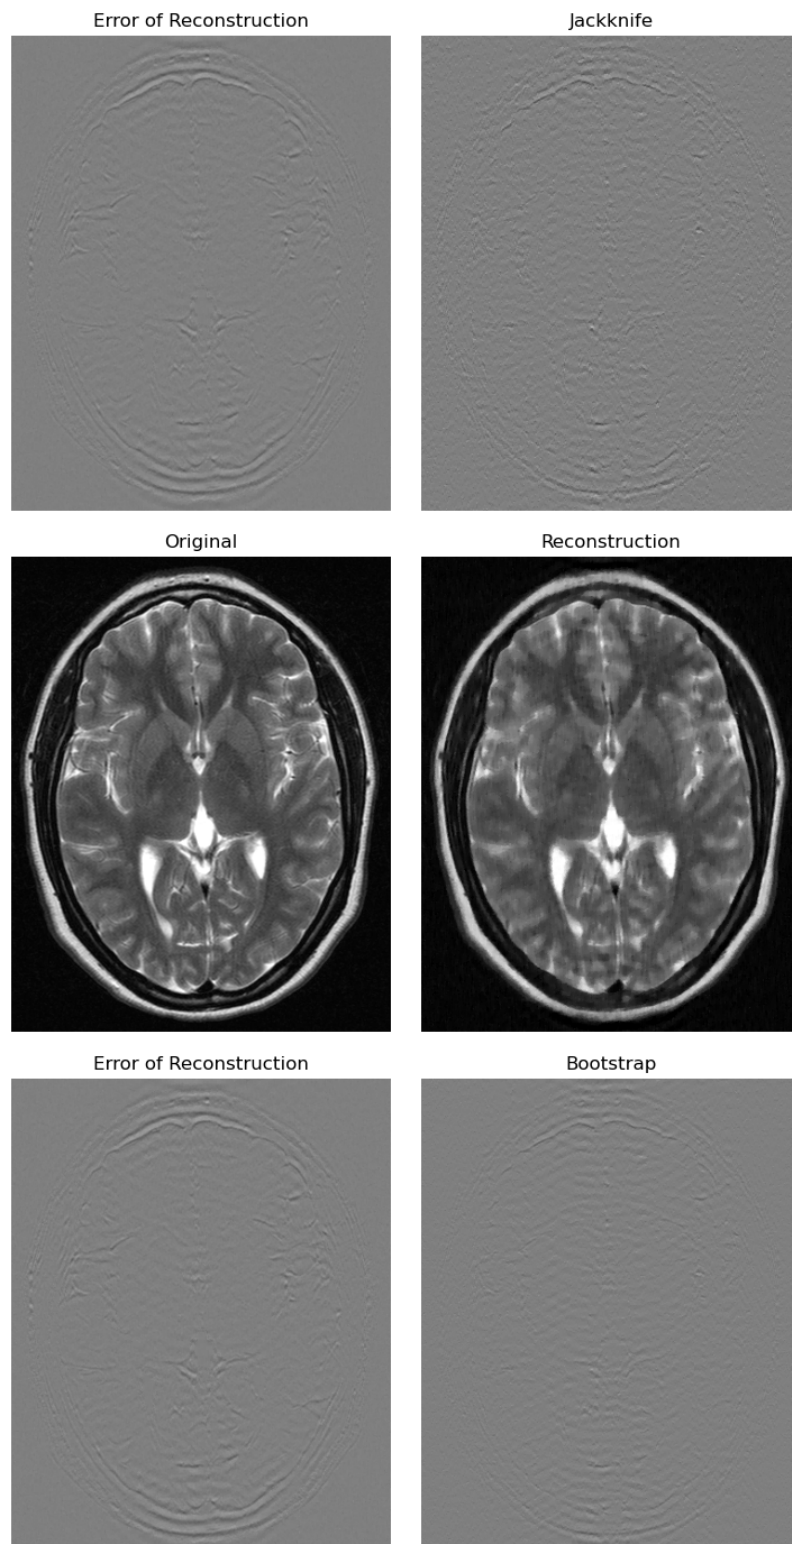 Error of Reconstruction
Jackknife
Original
Reconstruction
Error of Reconstruction
Bootstrap